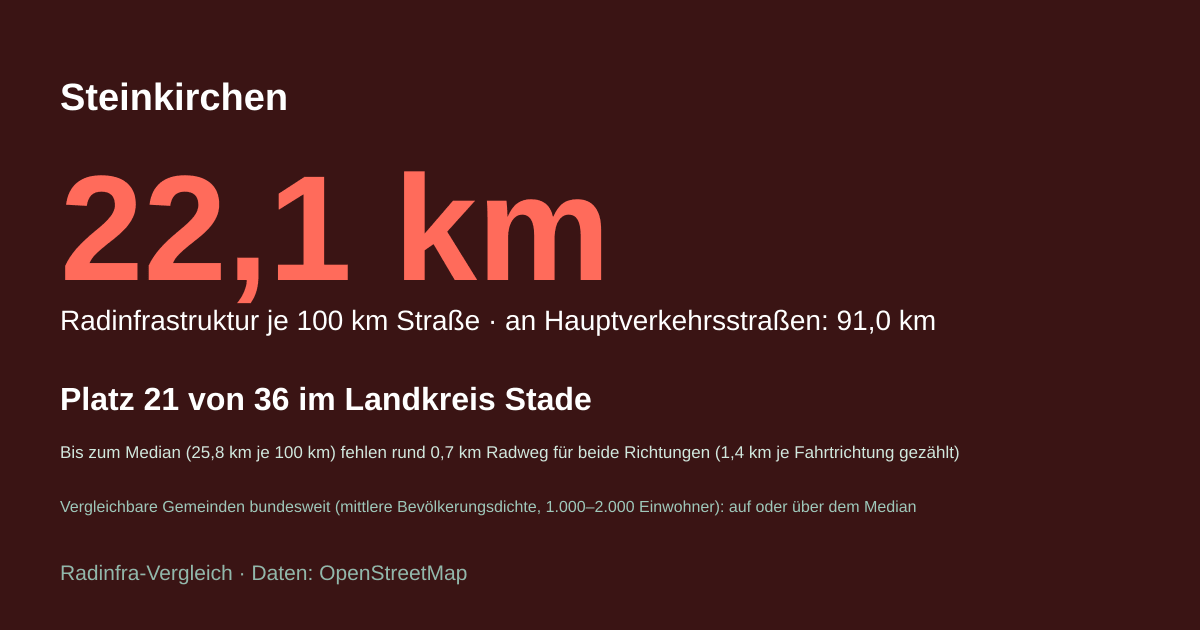 Steinkirchen
22,1 km
Radinfrastruktur je 100 km Straße · an Hauptverkehrsstraßen: 91,0 km
Platz 21 von 36 im Landkreis Stade
Bis zum Median (25,8 km je 100 km) fehlen rund 0,7 km Radweg für beide Richtungen (1,4 km je Fahrtrichtung gezählt)
Vergleichbare Gemeinden bundesweit (mittlere Bevölkerungsdichte, 1.000–2.000 Einwohner): auf oder über dem Median
Radinfra-Vergleich · Daten: OpenStreetMap